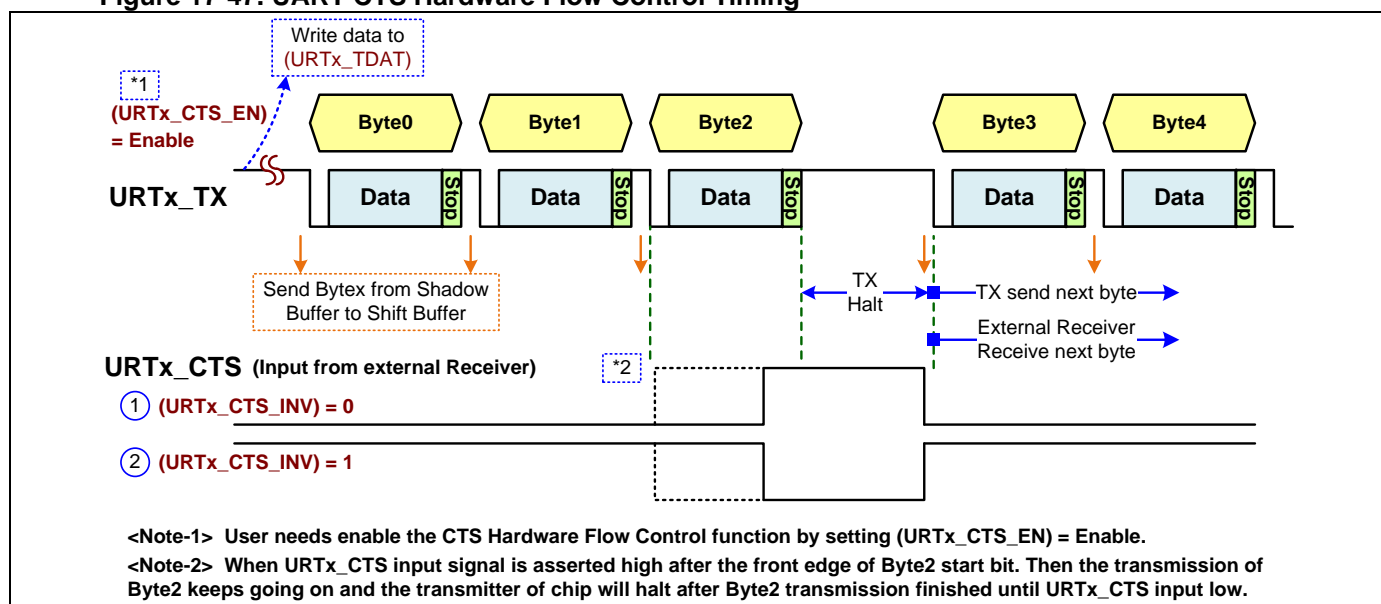 Figure 17-47. UART CTS Hardware Flow Control Timing
Write data to
(URTx_TDAT)
*1
(URTx_CTS_EN)
= Enable
Byte0
Byte1
Byte2
Byte3
Byte4
URTx_TX
Data
Stop
Data
Stop
Data
Stop
Data
Stop
Data
Stop
Send Bytex from Shadow
Buffer to Shift Buffer
TX
Halt
TX send next byte
External Receiver
Receive next byte
URTx_CTS (Input from external Receiver)
*2
1 (URTx_CTS_INV) = 0
2 (URTx_CTS_INV) = 1
<Note-1> User needs enable the CTS Hardware Flow Control function by setting (URTx_CTS_EN) = Enable.
<Note-2> When URTx_CTS input signal is asserted high after the front edge of Byte2 start bit. Then the transmission of
Byte2 keeps going on and the transmitter of chip will halt after Byte2 transmission finished until URTx_CTS input low.